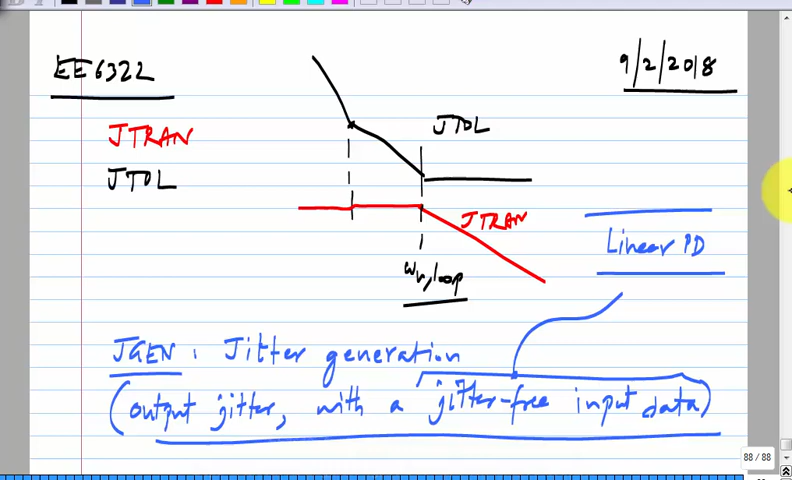 EE6322
9/2/2018
JTRAN
JTOL
JTOL
JTRAN
Linear PD
ωu,loop
JGEN : Jitter generation
(output jitter, with a jitter-free input data)
88 / 88